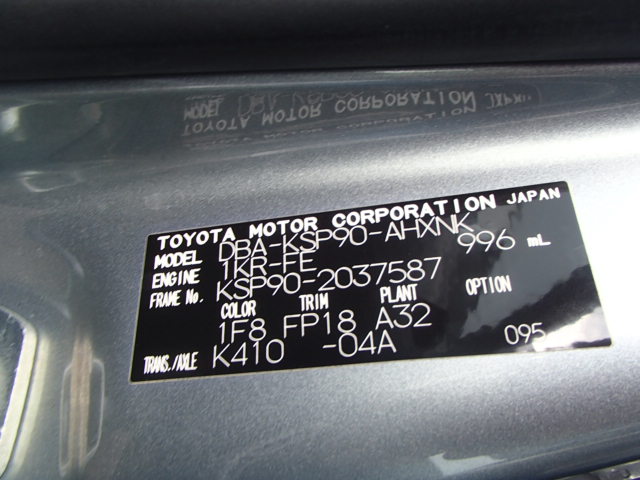 TOYOTA MOTOR CORPORATION JAPAN
MODEL DBA-KSP90-AHXNK
ENGINE 1KR-FE 996 mL
FRAME No. KSP90-2037587
COLOR TRIM PLANT OPTION
1F8 FP18 A32
TRANS./AXLE K410 -04A 095